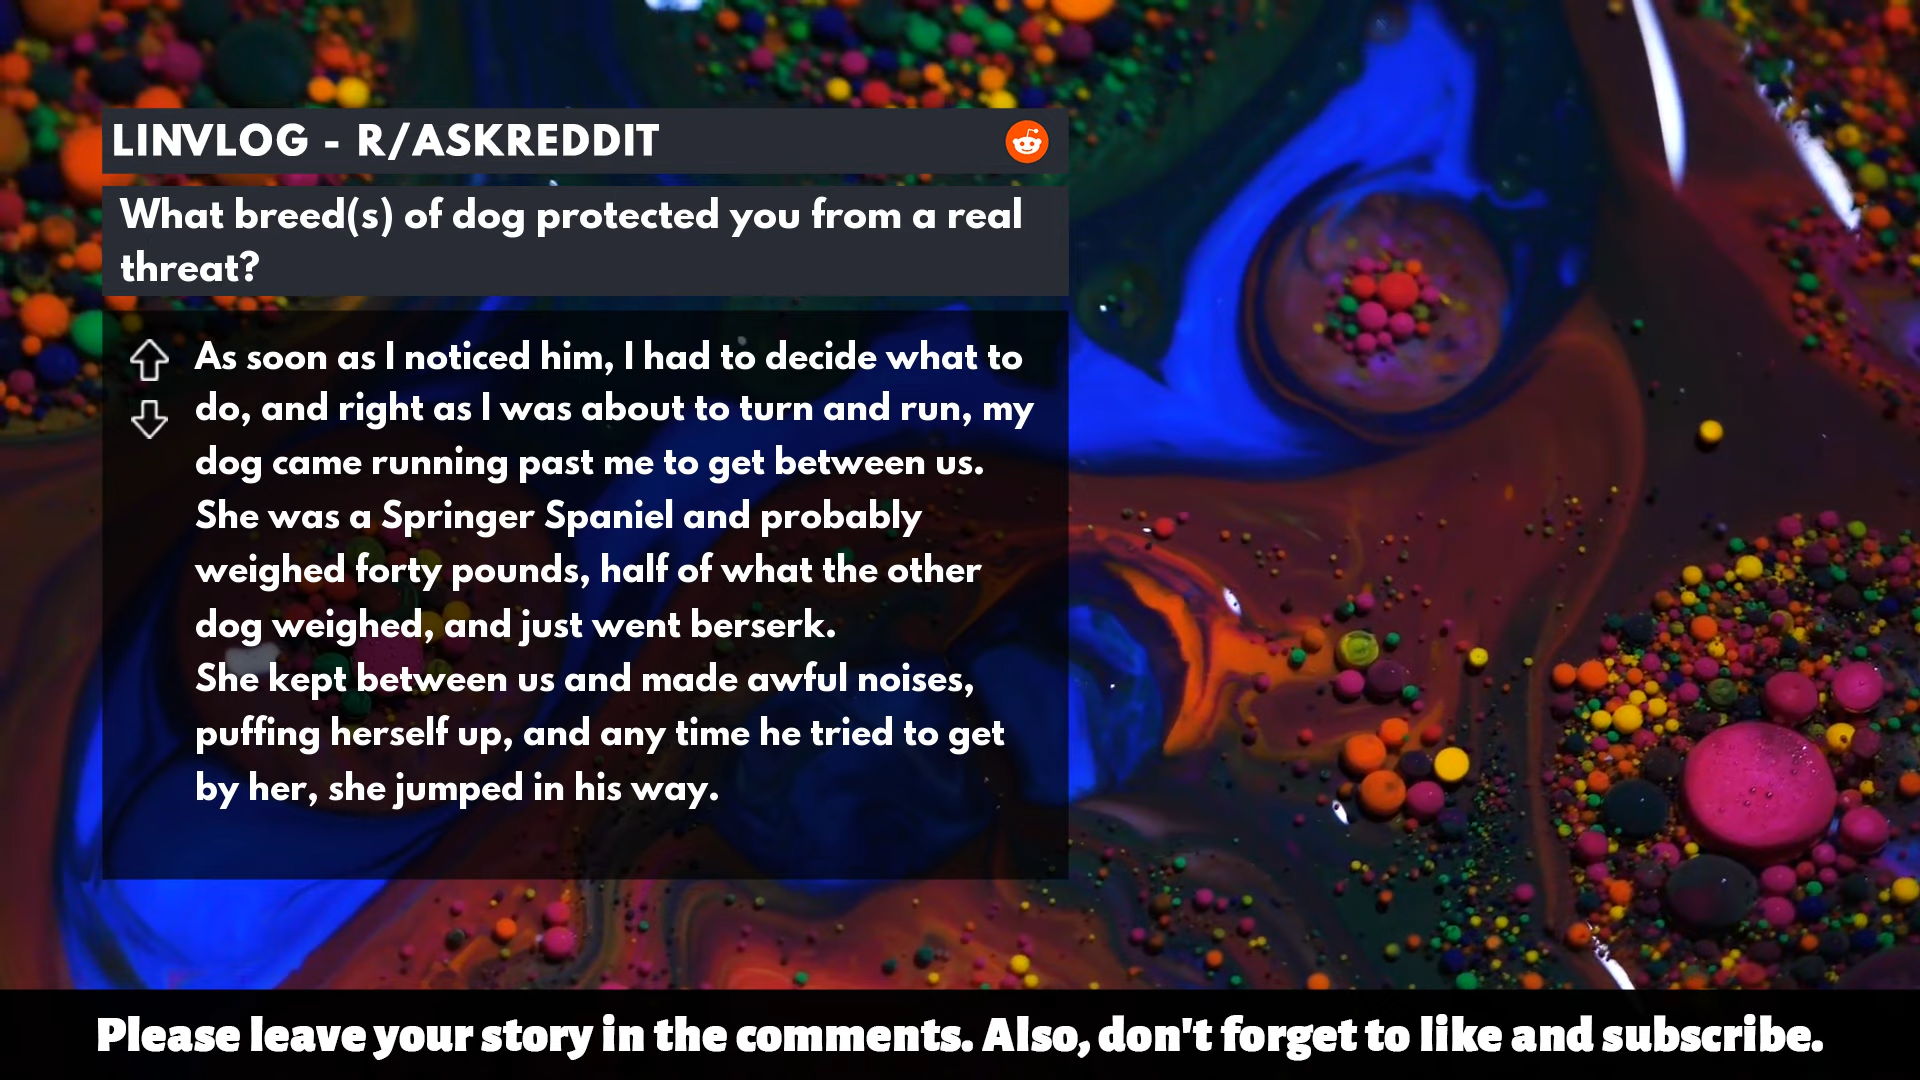 LINVLOG - R/ASKREDDIT
What breed(s) of dog protected you from a real
threat?
As soon as I noticed him, I had to decide what to
do, and right as I was about to turn and run, my
dog came running past me to get between us.
She was a Springer Spaniel and probably
weighed forty pounds, half of what the other
dog weighed, and just went berserk.
She kept between us and made awful noises,
puffing herself up, and any time he tried to get
by her, she jumped in his way.
Please leave your story in the comments. Also, don't forget to like and subscribe.